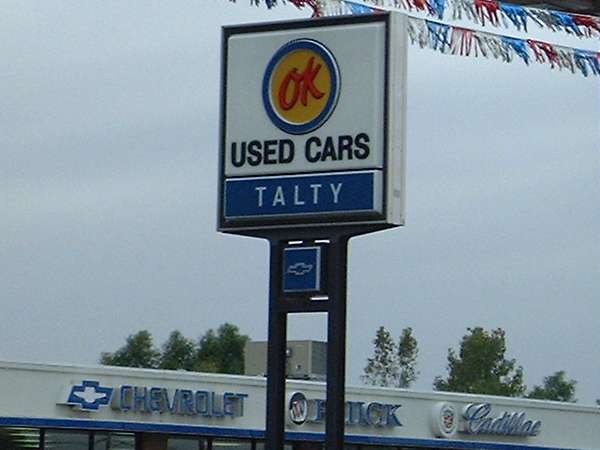 OK
USED CARS
TALTY
CHEVROLET
BUICK
Cadillac